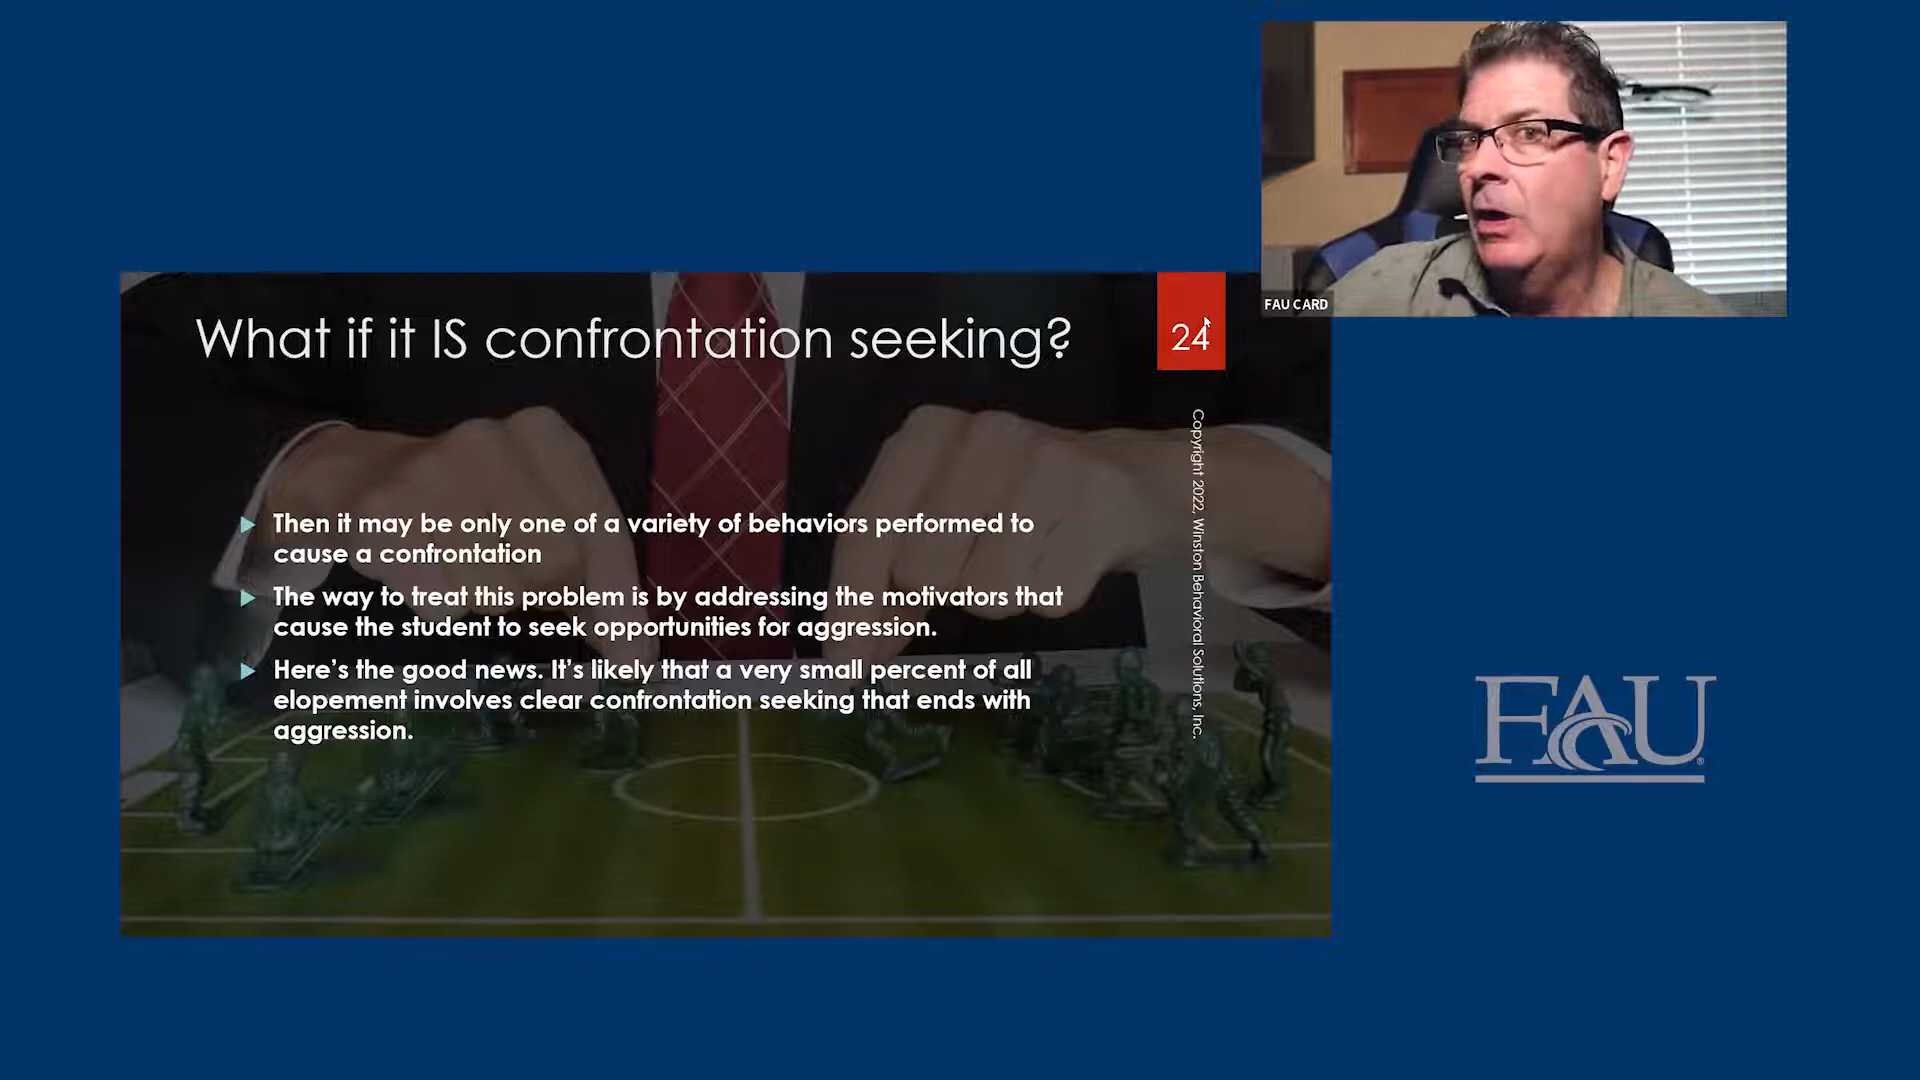 FAU CARD
What if it IS confrontation seeking?
24
Then it may be only one of a variety of behaviors performed to
cause a confrontation
The way to treat this problem is by addressing the motivators that
cause the student to seek opportunities for aggression.
Here's the good news. It's likely that a very small percent of all
elopement involves clear confrontation seeking that ends with
aggression.
Copyright 2022, Winston Behavioral Solutions, Inc.
FAU®